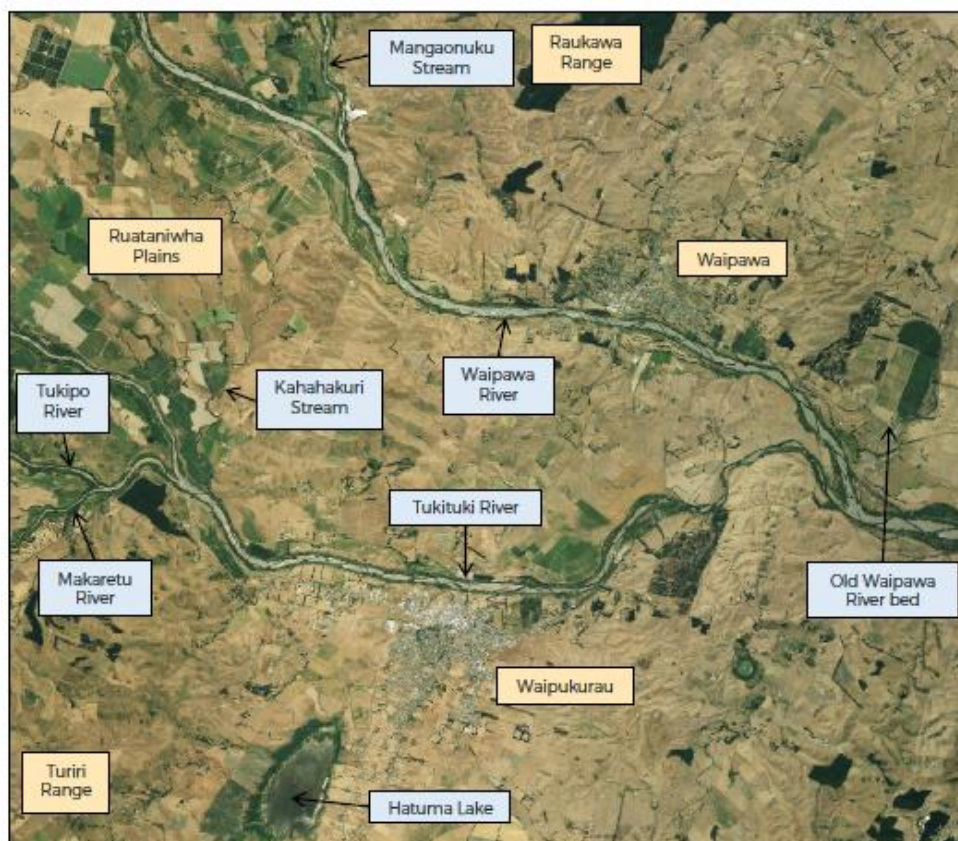 Mangaonuku
Stream
Raukawa
Range
Ruataniwha
Plains
Waipawa
Tukipo
River
Kahahakuri
Stream
Waipawa
River
Tukituki River
Makaretu
River
Old Waipawa
River bed
Waipukurau
Turiri
Range
Hatuma Lake